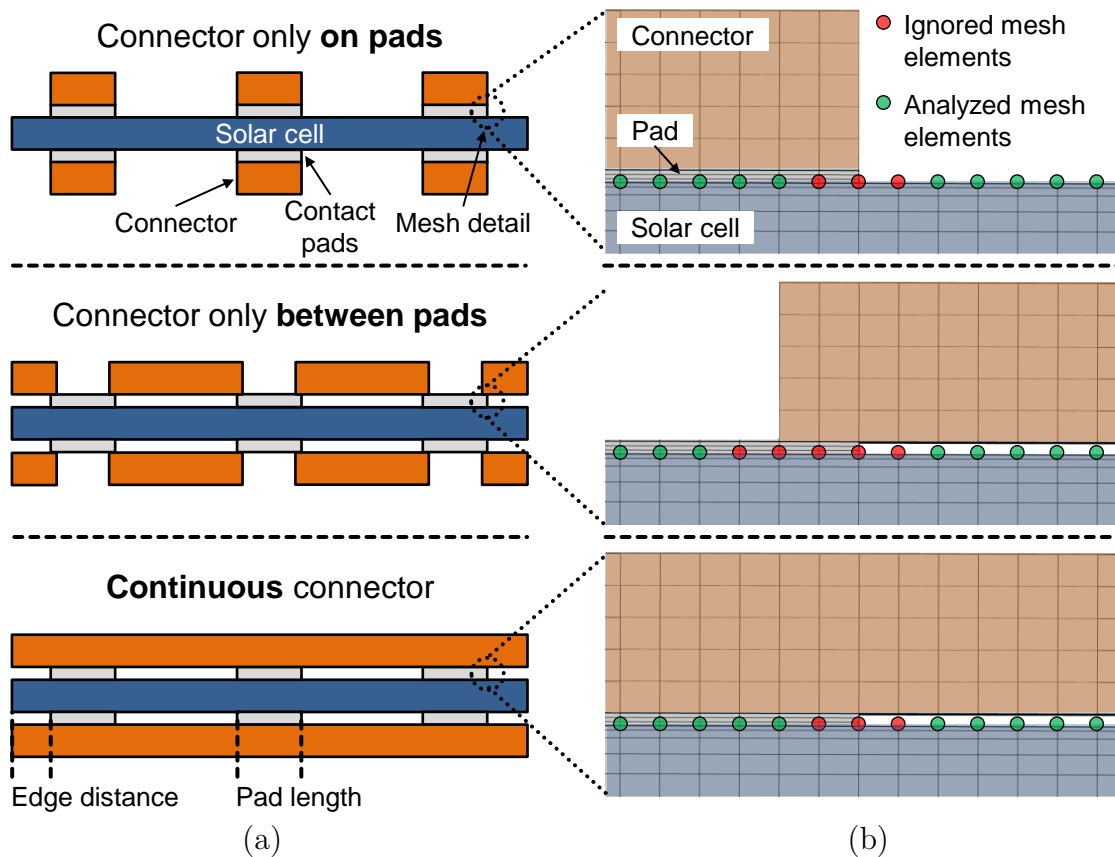 Connector only on pads
Solar cell
Connector
Contact
pads
Mesh detail
Connector
Pad
Solar cell
Ignored mesh
elements
Analyzed mesh
elements
Connector only between pads
Continuous connector
Edge distance
Pad length
(a)
(b)